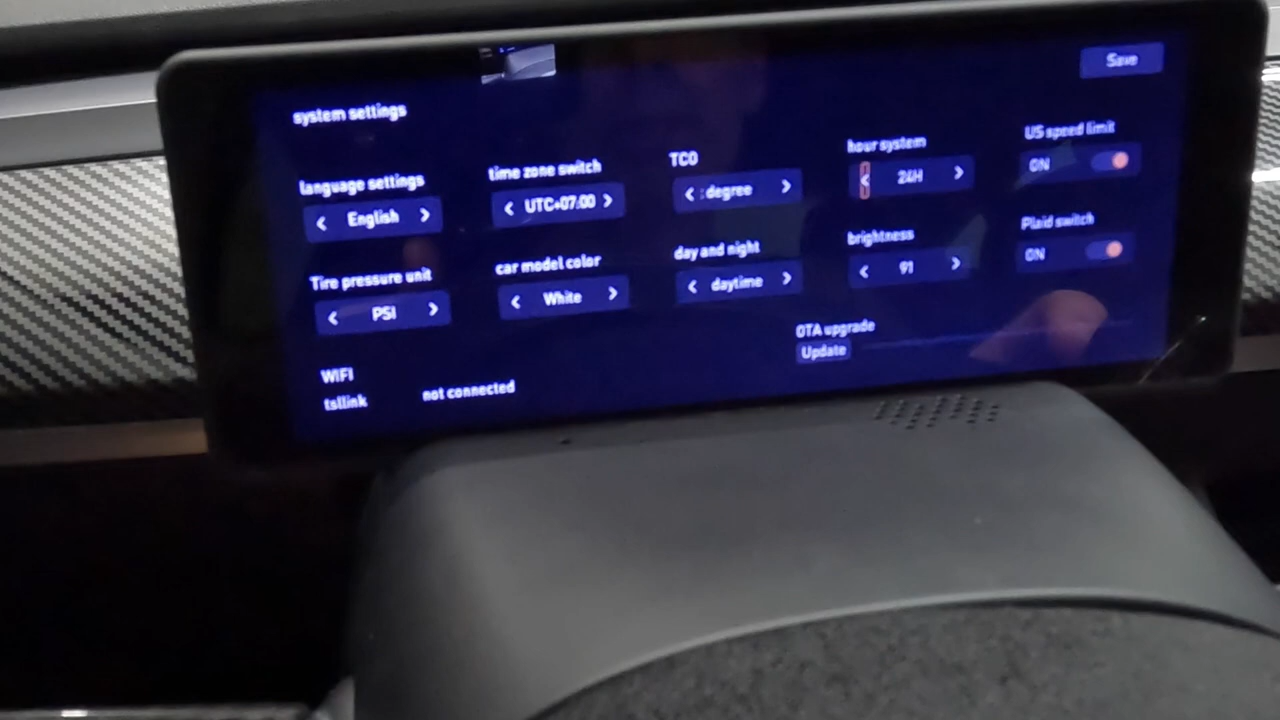 Save
system settings
language settings
English
time zone switch
UTC+07:00
TCO
: degree
hour system
24H
US speed limit
ON
Tire pressure unit
PSI
car model color
White
day and night
daytime
brightness
91
Plaid switch
ON
WIFI
tsllink
not connected
OTA upgrade
Update